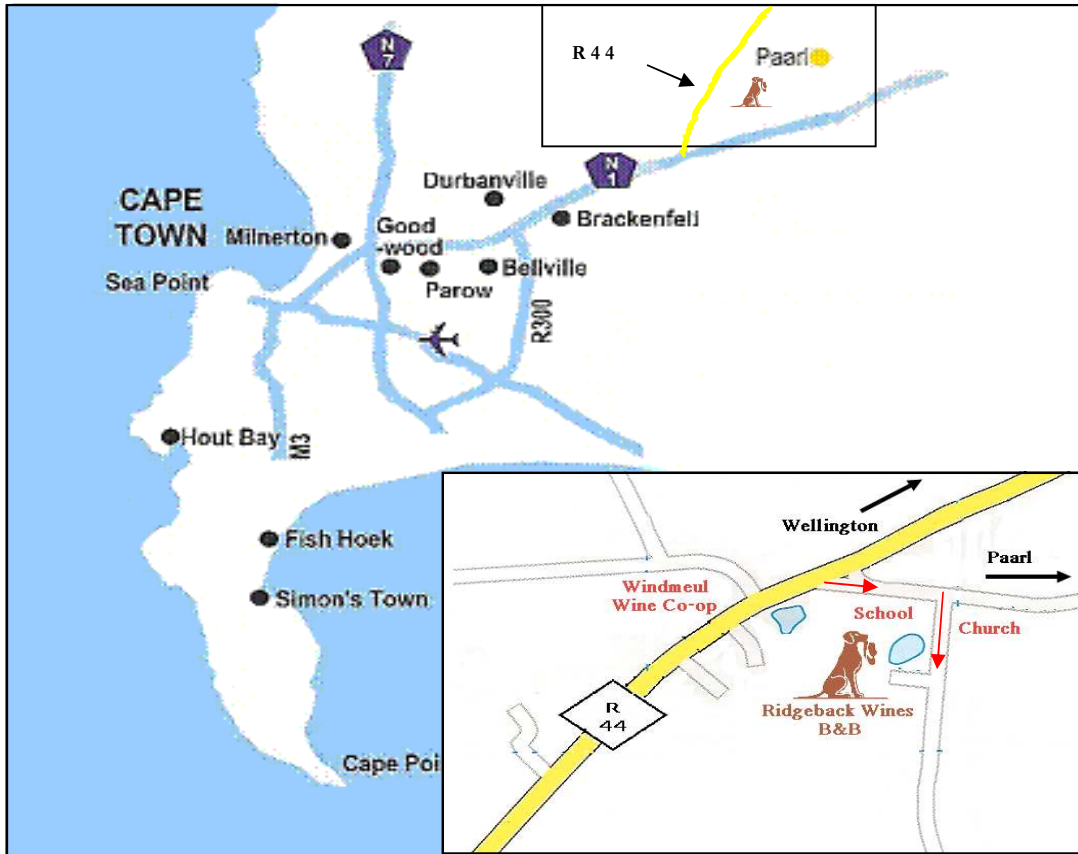 N
7
R 4 4
Paarl
N
1
Durbanville
Brackenfell
CAPE
TOWN
Milnerton
Good
-wood
Sea Point
Parow
Bellville
R300
Hout Bay
M3
Fish Hoek
Simon's Town
Cape Poi
Wellington
Paarl
Windmeul
Wine Co-op
School
Church
R
44
Ridgeback Wines
B&B